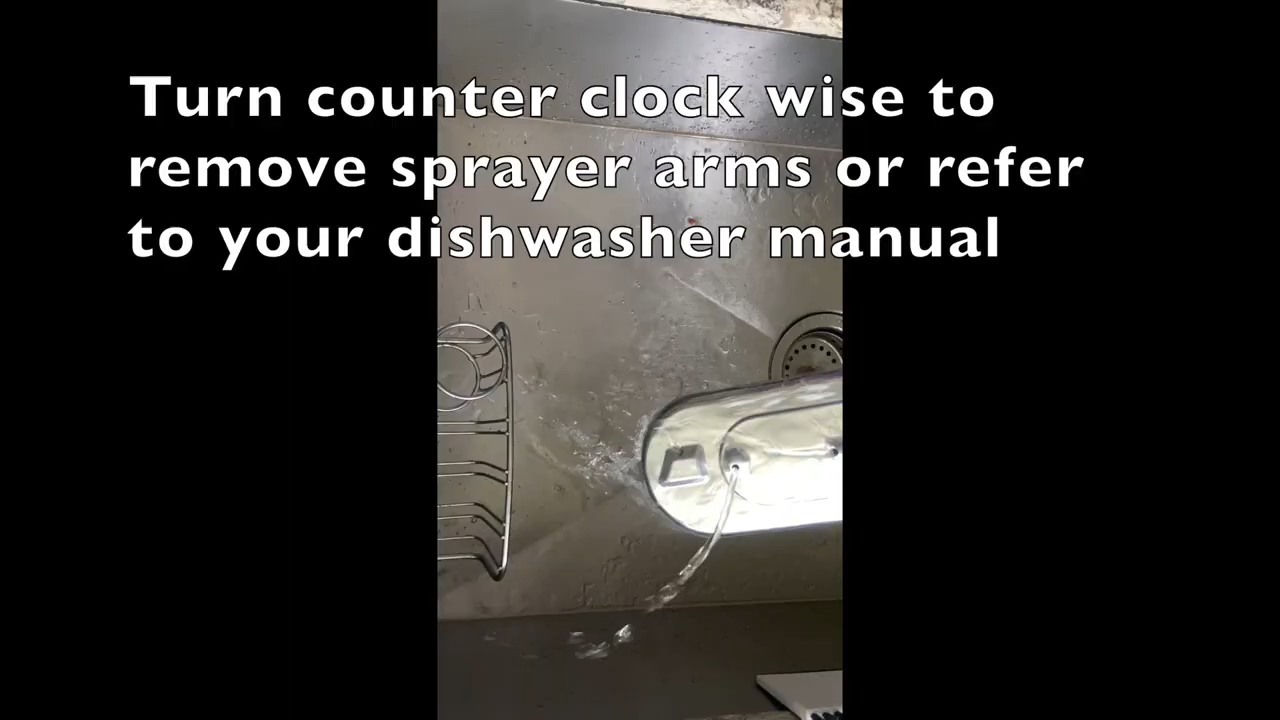 Turn counter clock wise to
remove sprayer arms or refer
to your dishwasher manual